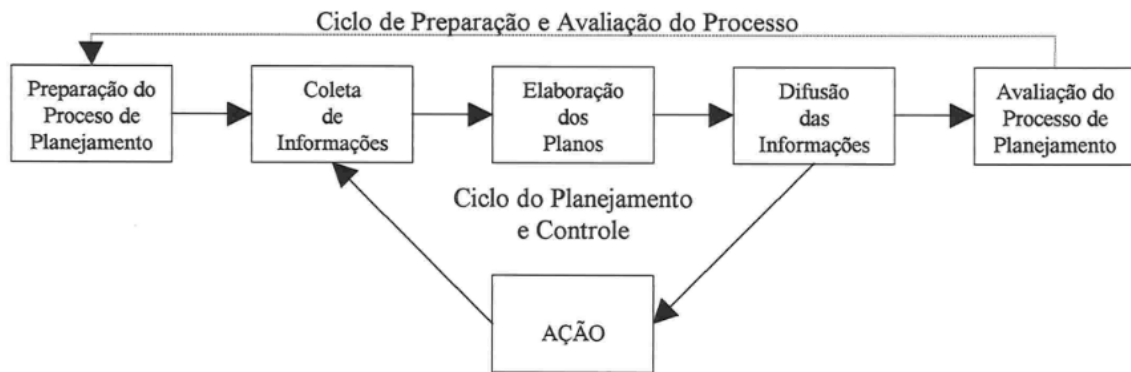 Ciclo de Preparação e Avaliação do Processo
Preparação do
Proceso de
Planejamento
Coleta
de
Informações
Elaboração
dos
Planos
Difusão
das
Informações
Avaliação do
Processo de
Planejamento
Ciclo do Planejamento
e Controle
AÇÃO